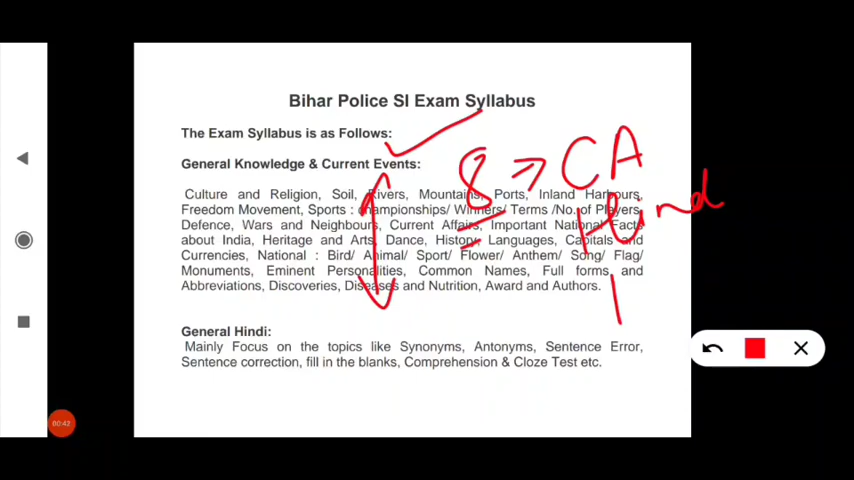 Bihar Police SI Exam Syllabus
The Exam Syllabus is as Follows:
General Knowledge & Current Events:
8 → CA
Culture and Religion, Soil, Rivers, Mountains, Ports, Inland Harbours,
Hind
Freedom Movement, Sports : championships/ Winners/ Terms /No. of Players,
Defence, Wars and Neighbours, Current Affairs, Important National Facts
about India, Heritage and Arts, Dance, History, Languages, Capitals and
Currencies, National : Bird/ Animal/ Sport/ Flower/ Anthem/ Song/ Flag/
Monuments, Eminent Personalities, Common Names, Full forms and
Abbreviations, Discoveries, Diseases and Nutrition, Award and Authors.
General Hindi:
Mainly Focus on the topics like Synonyms, Antonyms, Sentence Error,
Sentence correction, fill in the blanks, Comprehension & Cloze Test etc.
00:42